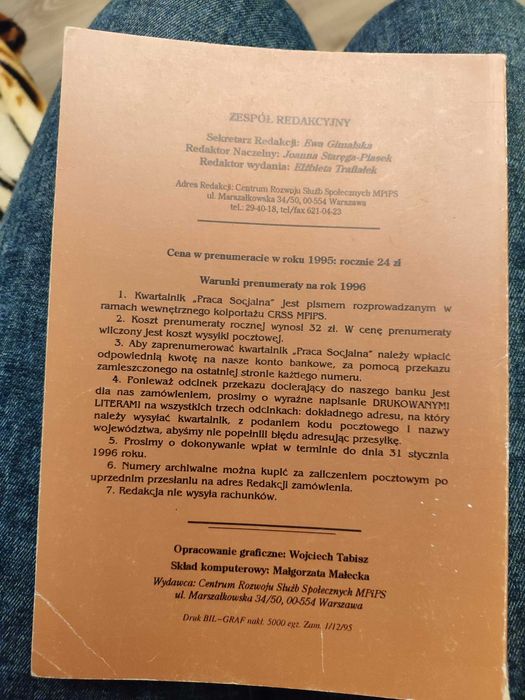 ZESPÓŁ REDAKCYJNY
Sekretarz Redakcji: Ewa Gimalska
Redaktor Naczelny: Joanna Staręga-Piasek
Redaktor wydania: Elżbieta Trafiałek
Adres Redakcji: Centrum Rozwoju Służb Społecznych MPiPS
ul. Marszałkowska 34/50, 00-554 Warszawa
tel.: 29-40-18, tel/fax 621-04-23
Cena w prenumeracie w roku 1995: rocznie 24 zł
Warunki prenumeraty na rok 1996
1. Kwartalnik „Praca Socjalna" jest pismem rozprowadzanym w
ramach wewnętrznego kolportażu CRSS MPiPS.
2. Koszt prenumeraty rocznej wynosi 32 zł. W cenę prenumeraty
wliczony jest koszt wysyłki pocztowej.
3. Aby zaprenumerować kwartalnik „Praca Socjalna" należy wpłacić
odpowiednią kwotę na nasze konto bankowe, za pomocą przekazu
zamieszczonego na ostatniej stronie każdego numeru.
4. Ponieważ odcinek przekazu docierający do naszego banku jest
dla nas zamówieniem, prosimy o wyraźne napisanie DRUKOWANYMI
LITERAMI na wszystkich trzech odcinkach: dokładnego adresu, na który
należy wysyłać kwartalnik, z podaniem kodu pocztowego i nazwy
województwa, abyśmy nie popełnili błędu adresując przesyłkę.
5. Prosimy o dokonywanie wpłat w terminie do dnia 31 stycznia
1996 roku.
6. Numery archiwalne można kupić za zaliczeniem pocztowym po
uprzednim przesłaniu na adres Redakcji zamówienia.
7. Redakcja nie wysyła rachunków.
Opracowanie graficzne: Wojciech Tabisz
Skład komputerowy: Małgorzata Małecka
Wydawca: Centrum Rozwoju Służb Społecznych MPiPS
ul. Marszałkowska 34/50, 00-554 Warszawa
Druk BIL-GRAF nakł. 5000 egz. Zam. 1/12/95